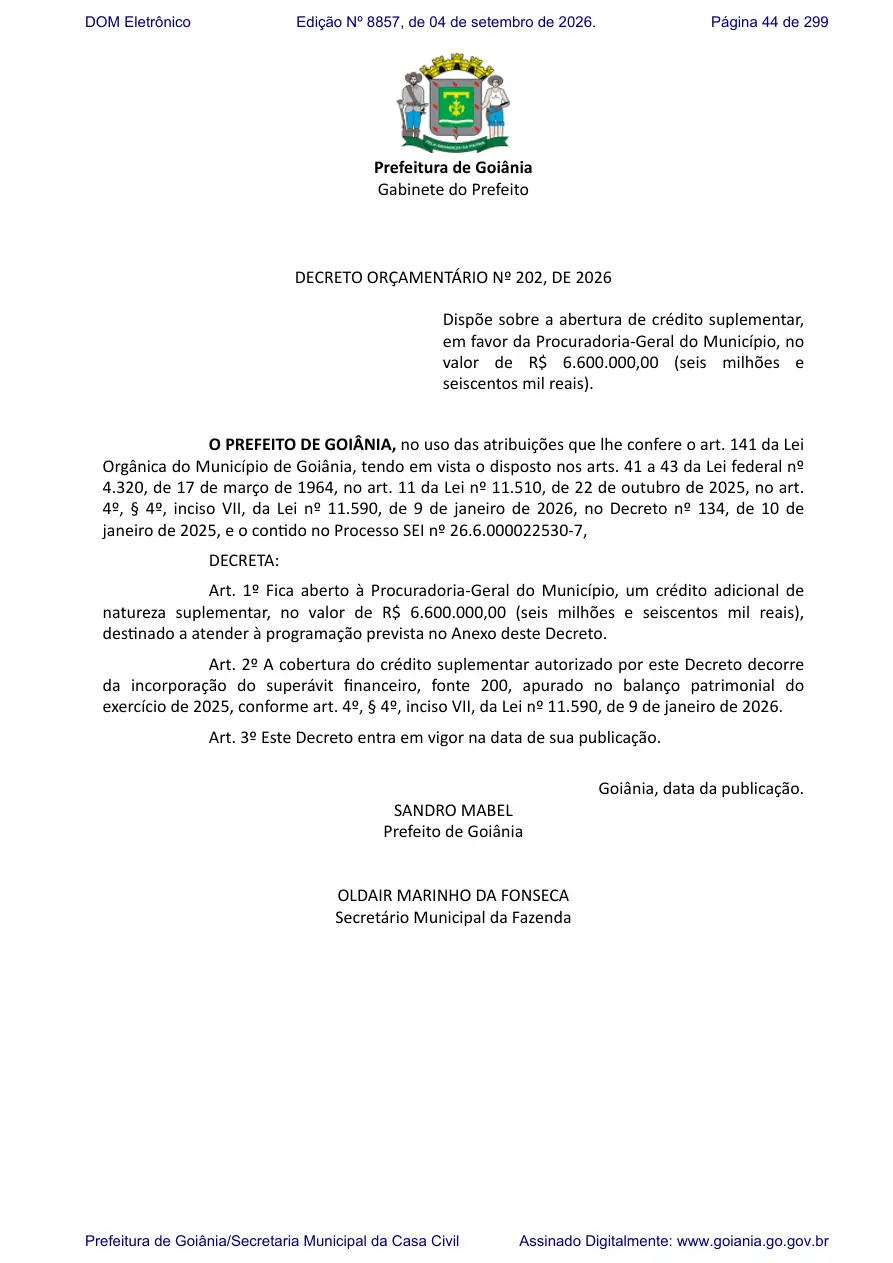 DOM Eletrônico Edição Nº 8857, de 04 de setembro de 2026. Página 44 de 299
PELA GRANDEZA DA PÁTRIA
Prefeitura de Goiânia
Gabinete do Prefeito
DECRETO ORÇAMENTÁRIO Nº 202, DE 2026
Dispõe sobre a abertura de crédito suplementar,
em favor da Procuradoria-Geral do Município, no
valor de R$ 6.600.000,00 (seis milhões e
seiscentos mil reais).
O PREFEITO DE GOIÂNIA, no uso das atribuições que lhe confere o art. 141 da Lei
Orgânica do Município de Goiânia, tendo em vista o disposto nos arts. 41 a 43 da Lei federal nº
4.320, de 17 de março de 1964, no art. 11 da Lei nº 11.510, de 22 de outubro de 2025, no art.
4º, § 4º, inciso VII, da Lei nº 11.590, de 9 de janeiro de 2026, no Decreto nº 134, de 10 de
janeiro de 2025, e o contido no Processo SEI nº 26.6.000022530-7,
DECRETA:
Art. 1º Fica aberto à Procuradoria-Geral do Município, um crédito adicional de
natureza suplementar, no valor de R$ 6.600.000,00 (seis milhões e seiscentos mil reais),
destinado a atender à programação prevista no Anexo deste Decreto.
Art. 2º A cobertura do crédito suplementar autorizado por este Decreto decorre
da incorporação do superávit financeiro, fonte 200, apurado no balanço patrimonial do
exercício de 2025, conforme art. 4º, § 4º, inciso VII, da Lei nº 11.590, de 9 de janeiro de 2026.
Art. 3º Este Decreto entra em vigor na data de sua publicação.
Goiânia, data da publicação.
SANDRO MABEL
Prefeito de Goiânia
OLDAIR MARINHO DA FONSECA
Secretário Municipal da Fazenda
Prefeitura de Goiânia/Secretaria Municipal da Casa Civil Assinado Digitalmente: www.goiania.go.gov.br